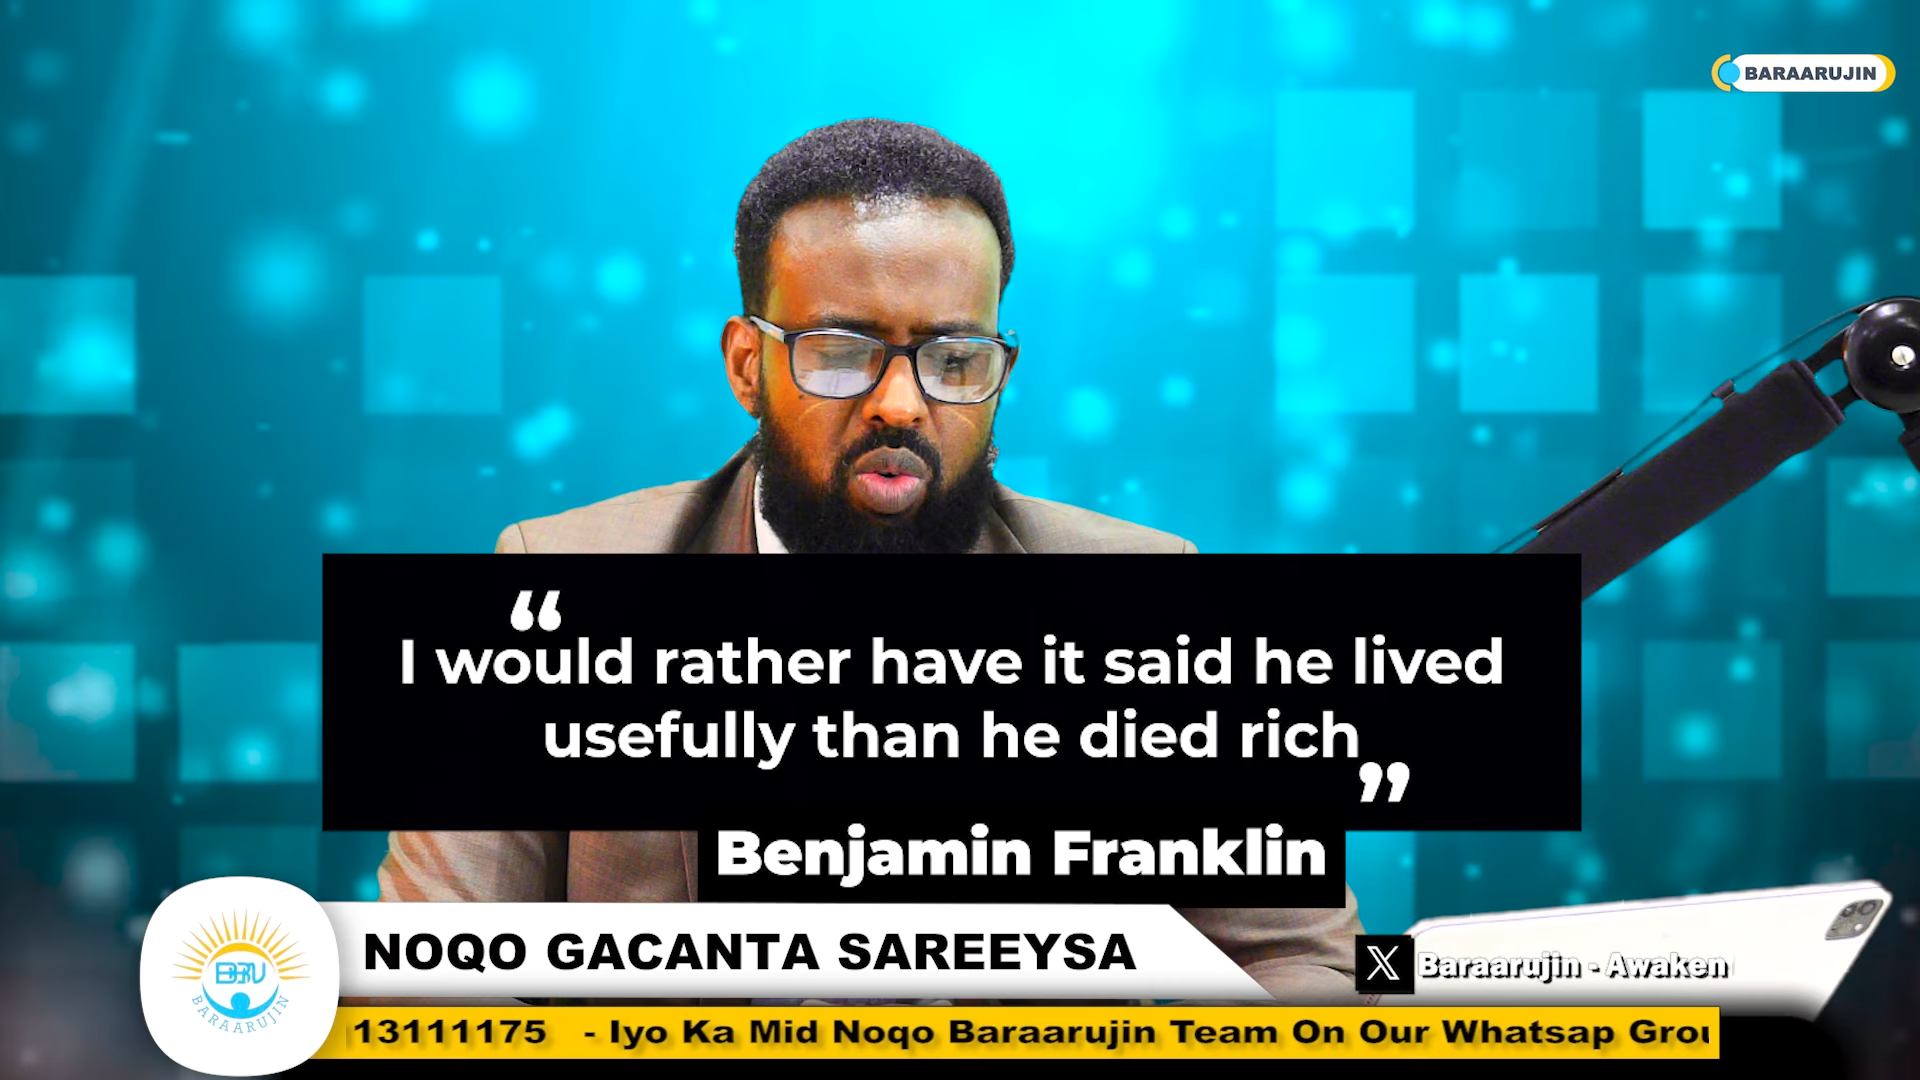 BARAARUJIN
“
I would rather have it said he lived
usefully than he died rich
”
Benjamin Franklin
NOQO GACANTA SAREEYSA
X Baraarujin - Awaken
BARAARUJIN
13111175 - Iyo Ka Mid Noqo Baraarujin Team On Our Whatsap